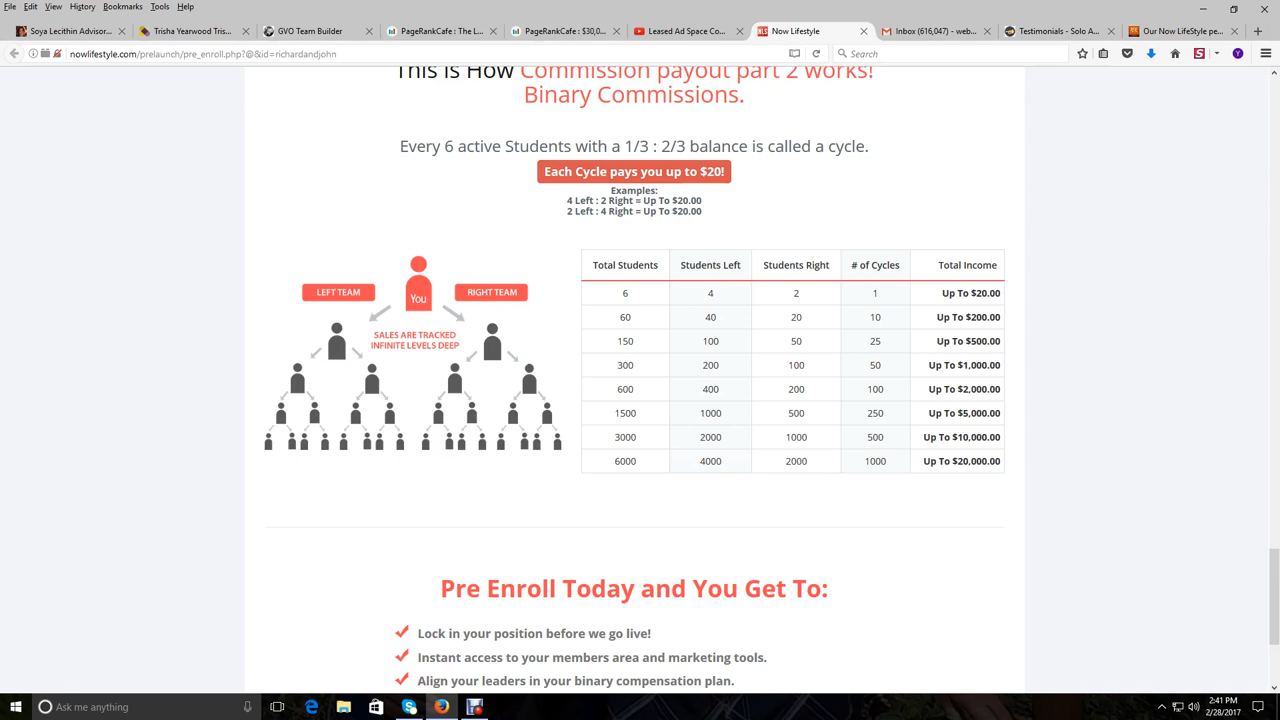 File Edit View History Bookmarks Tools Help
Soya Lecithin Advisor...
Trisha Yearwood Tris...
GVO Team Builder
PageRankCafe : The L...
PageRankCafe : $30,0...
Leased Ad Space Co...
Now Lifestyle
Inbox (616,047) - web...
Testimonials - Solo A...
Our Now LifeStyle pe...
nowlifestyle.com/prelaunch/pre_enroll.php?@&id=richardandjohn
Search
This is How Commission payout part 2 works!
Binary Commissions.
Every 6 active Students with a 1/3 : 2/3 balance is called a cycle.
Each Cycle pays you up to $20!
Examples:
4 Left : 2 Right = Up To $20.00
2 Left : 4 Right = Up To $20.00
LEFT TEAM
You
RIGHT TEAM
SALES ARE TRACKED
INFINITE LEVELS DEEP
Total Students Students Left Students Right # of Cycles Total Income
6 4 2 1 Up To $20.00
60 40 20 10 Up To $200.00
150 100 50 25 Up To $500.00
300 200 100 50 Up To $1,000.00
600 400 200 100 Up To $2,000.00
1500 1000 500 250 Up To $5,000.00
3000 2000 1000 500 Up To $10,000.00
6000 4000 2000 1000 Up To $20,000.00
Pre Enroll Today and You Get To:
Lock in your position before we go live!
Instant access to your members area and marketing tools.
Align your leaders in your binary compensation plan.
Ask me anything
2:41 PM
2/28/2017